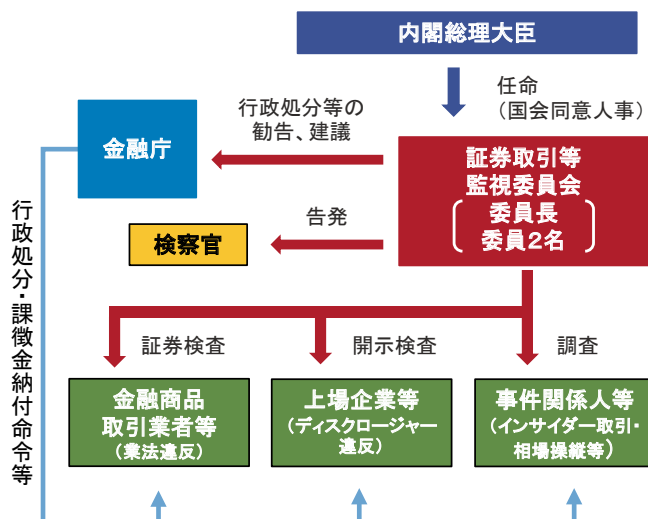 内閣総理大臣
任命
(国会同意人事)
行政処分等の
勧告、建議
金融庁
証券取引等
監視委員会
委員長
委員2名
告発
検察官
行政処分・課徴金納付命令等
証券検査
開示検査
調査
金融商品
取引業者等
(業法違反)
上場企業等
(ディスクロージャー
違反)
事件関係人等
(インサイダー取引・
相場操縦等)